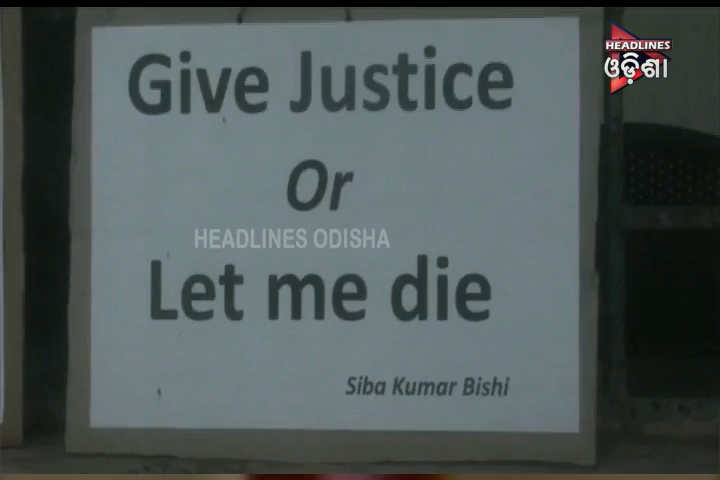 HEADLINES
ଓଡ଼ିଶା
Give Justice
Or
HEADLINES ODISHA
Let me die
Siba Kumar Bishi